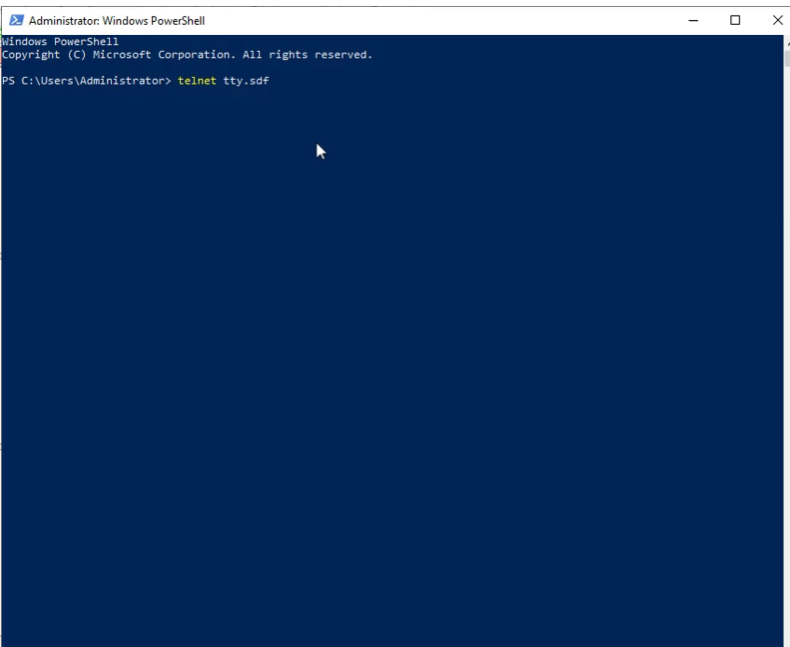 Administrator: Windows PowerShell
Windows PowerShell
Copyright (C) Microsoft Corporation. All rights reserved.
PS C:\Users\Administrator> telnet tty.sdf